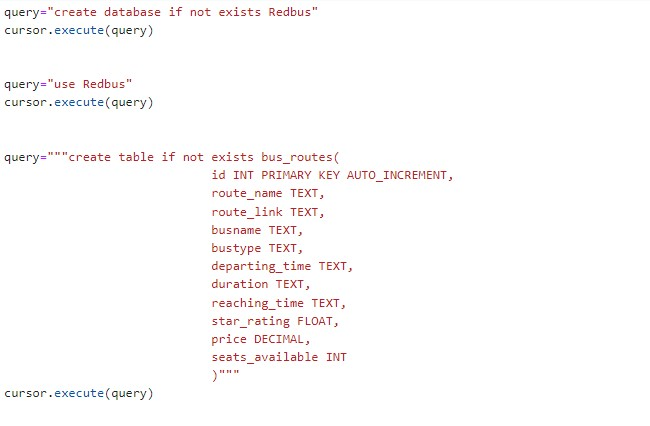 query="create database if not exists Redbus"
cursor.execute(query)
query="use Redbus"
cursor.execute(query)
query="""create table if not exists bus_routes(
id INT PRIMARY KEY AUTO_INCREMENT,
route_name TEXT,
route_link TEXT,
busname TEXT,
bustype TEXT,
departing_time TEXT,
duration TEXT,
reaching_time TEXT,
star_rating FLOAT,
price DECIMAL,
seats_available INT
)"""
cursor.execute(query)